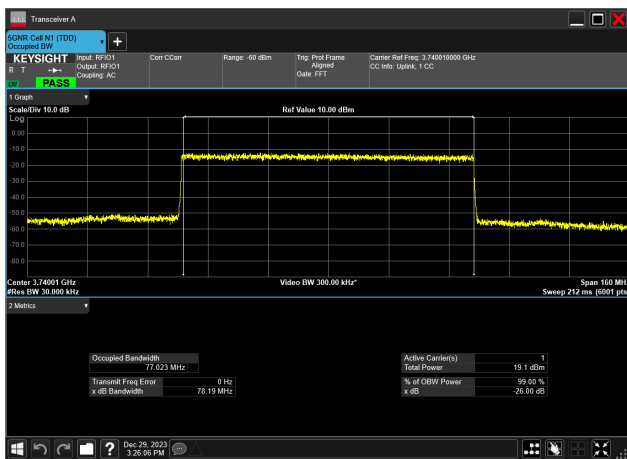 Transceiver A
5GNR Cell N1 (TDD)
Occupied BW
KEYSIGHT
R T
LW
PASS
Input: RFIO1
Output: RFIO1
Coupling: AC
Corr CCorr
Range: -60 dBm
Trig: Prot Frame
Aligned
Gate: FFT
Carrier Ref Freq: 3.740010000 GHz
CC Info: Uplink, 1 CC
1 Graph
Scale/Div 10.0 dB
Ref Value 10.00 dBm
Log
0.00
-10.0
-20.0
-30.0
-40.0
-50.0
-60.0
-70.0
-80.0
Center 3.74001 GHz
Video BW 300.00 kHz*
Span 160 MHz
#Res BW 30.000 kHz
Sweep 212 ms (6001 pts
2 Metrics
Occupied Bandwidth
77.023 MHz
Transmit Freq Error 0 Hz
x dB Bandwidth 78.19 MHz
Active Carrier(s) 1
Total Power 19.1 dBm
% of OBW Power 99.00 %
x dB -26.00 dB
Dec 29, 2023
3:26:06 PM